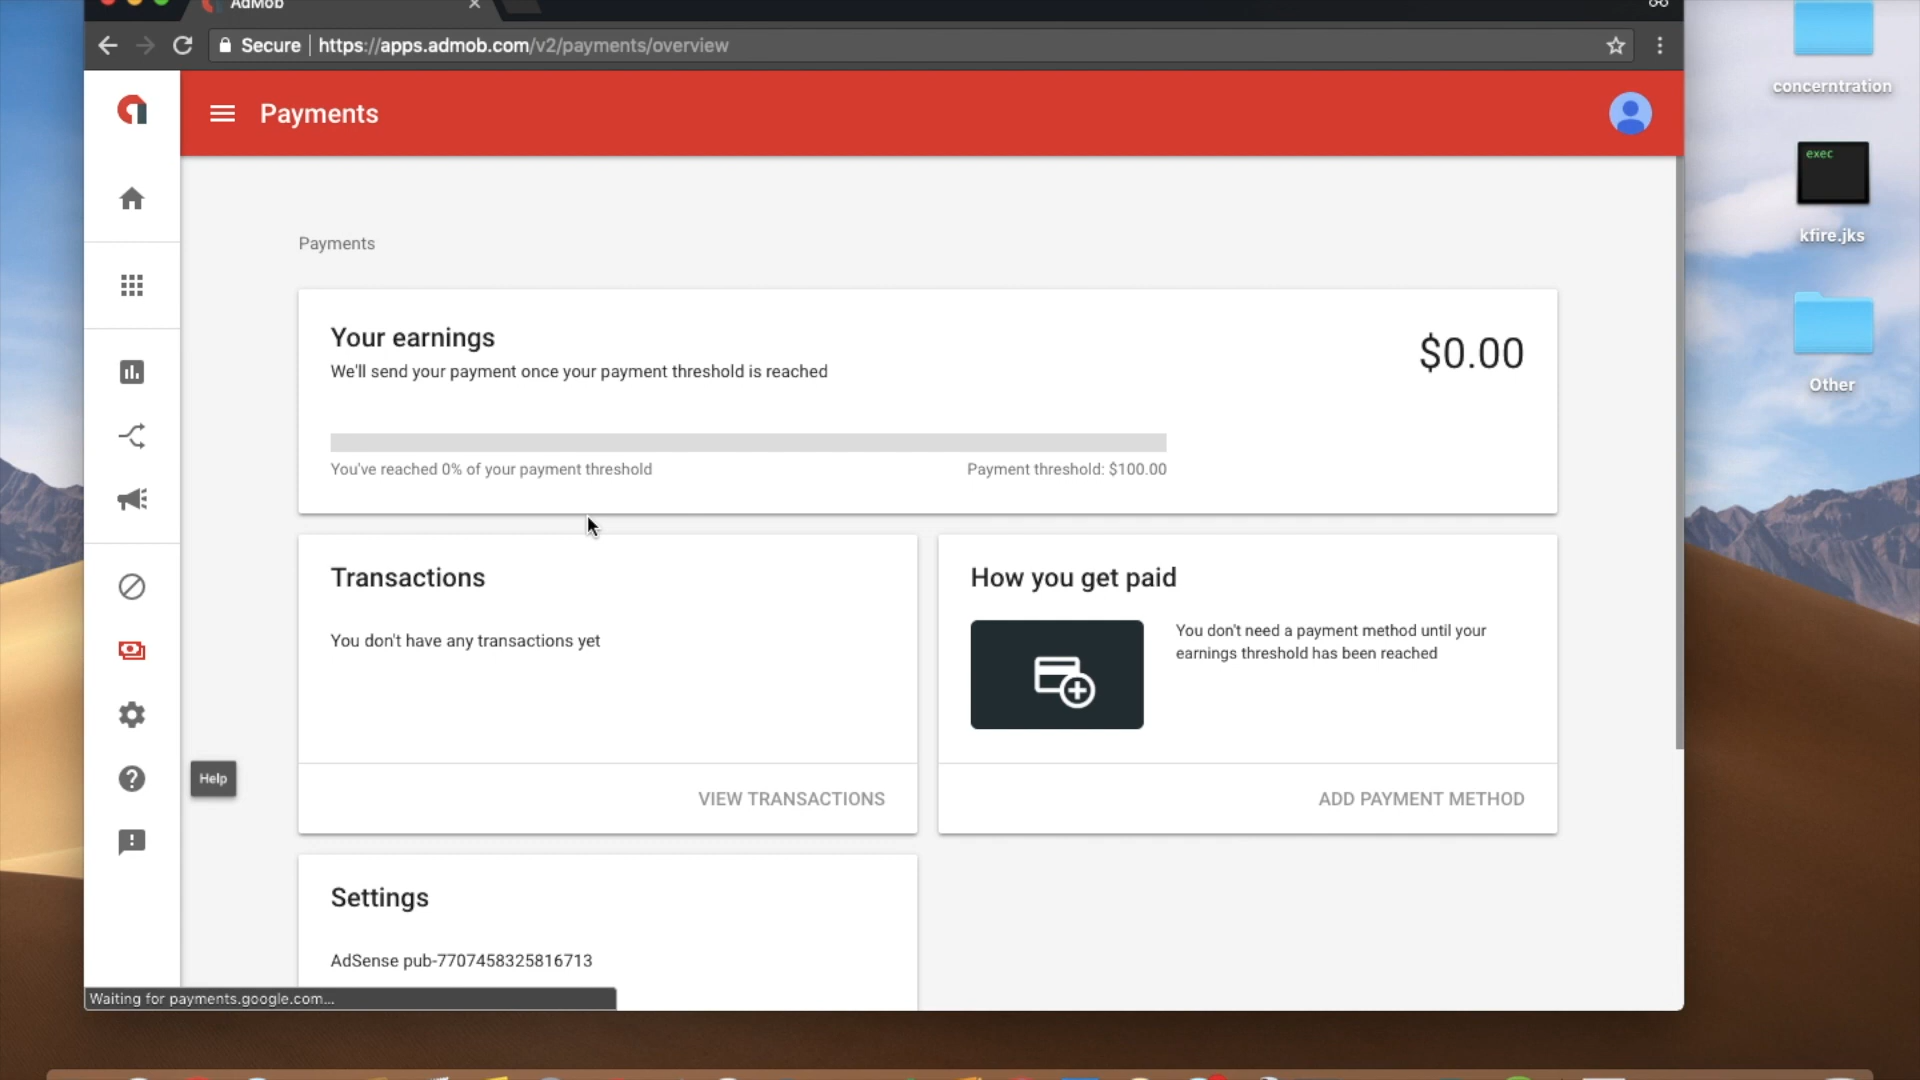 AdMob
Secure https://apps.admob.com/v2/payments/overview
Payments
Payments
Your earnings
$0.00
We'll send your payment once your payment threshold is reached
You've reached 0% of your payment threshold
Payment threshold: $100.00
Transactions
You don't have any transactions yet
VIEW TRANSACTIONS
How you get paid
You don't need a payment method until your
earnings threshold has been reached
ADD PAYMENT METHOD
Help
Settings
AdSense pub-7707458325816713
Waiting for payments.google.com...
concerntration
exec
kfire.jks
Other